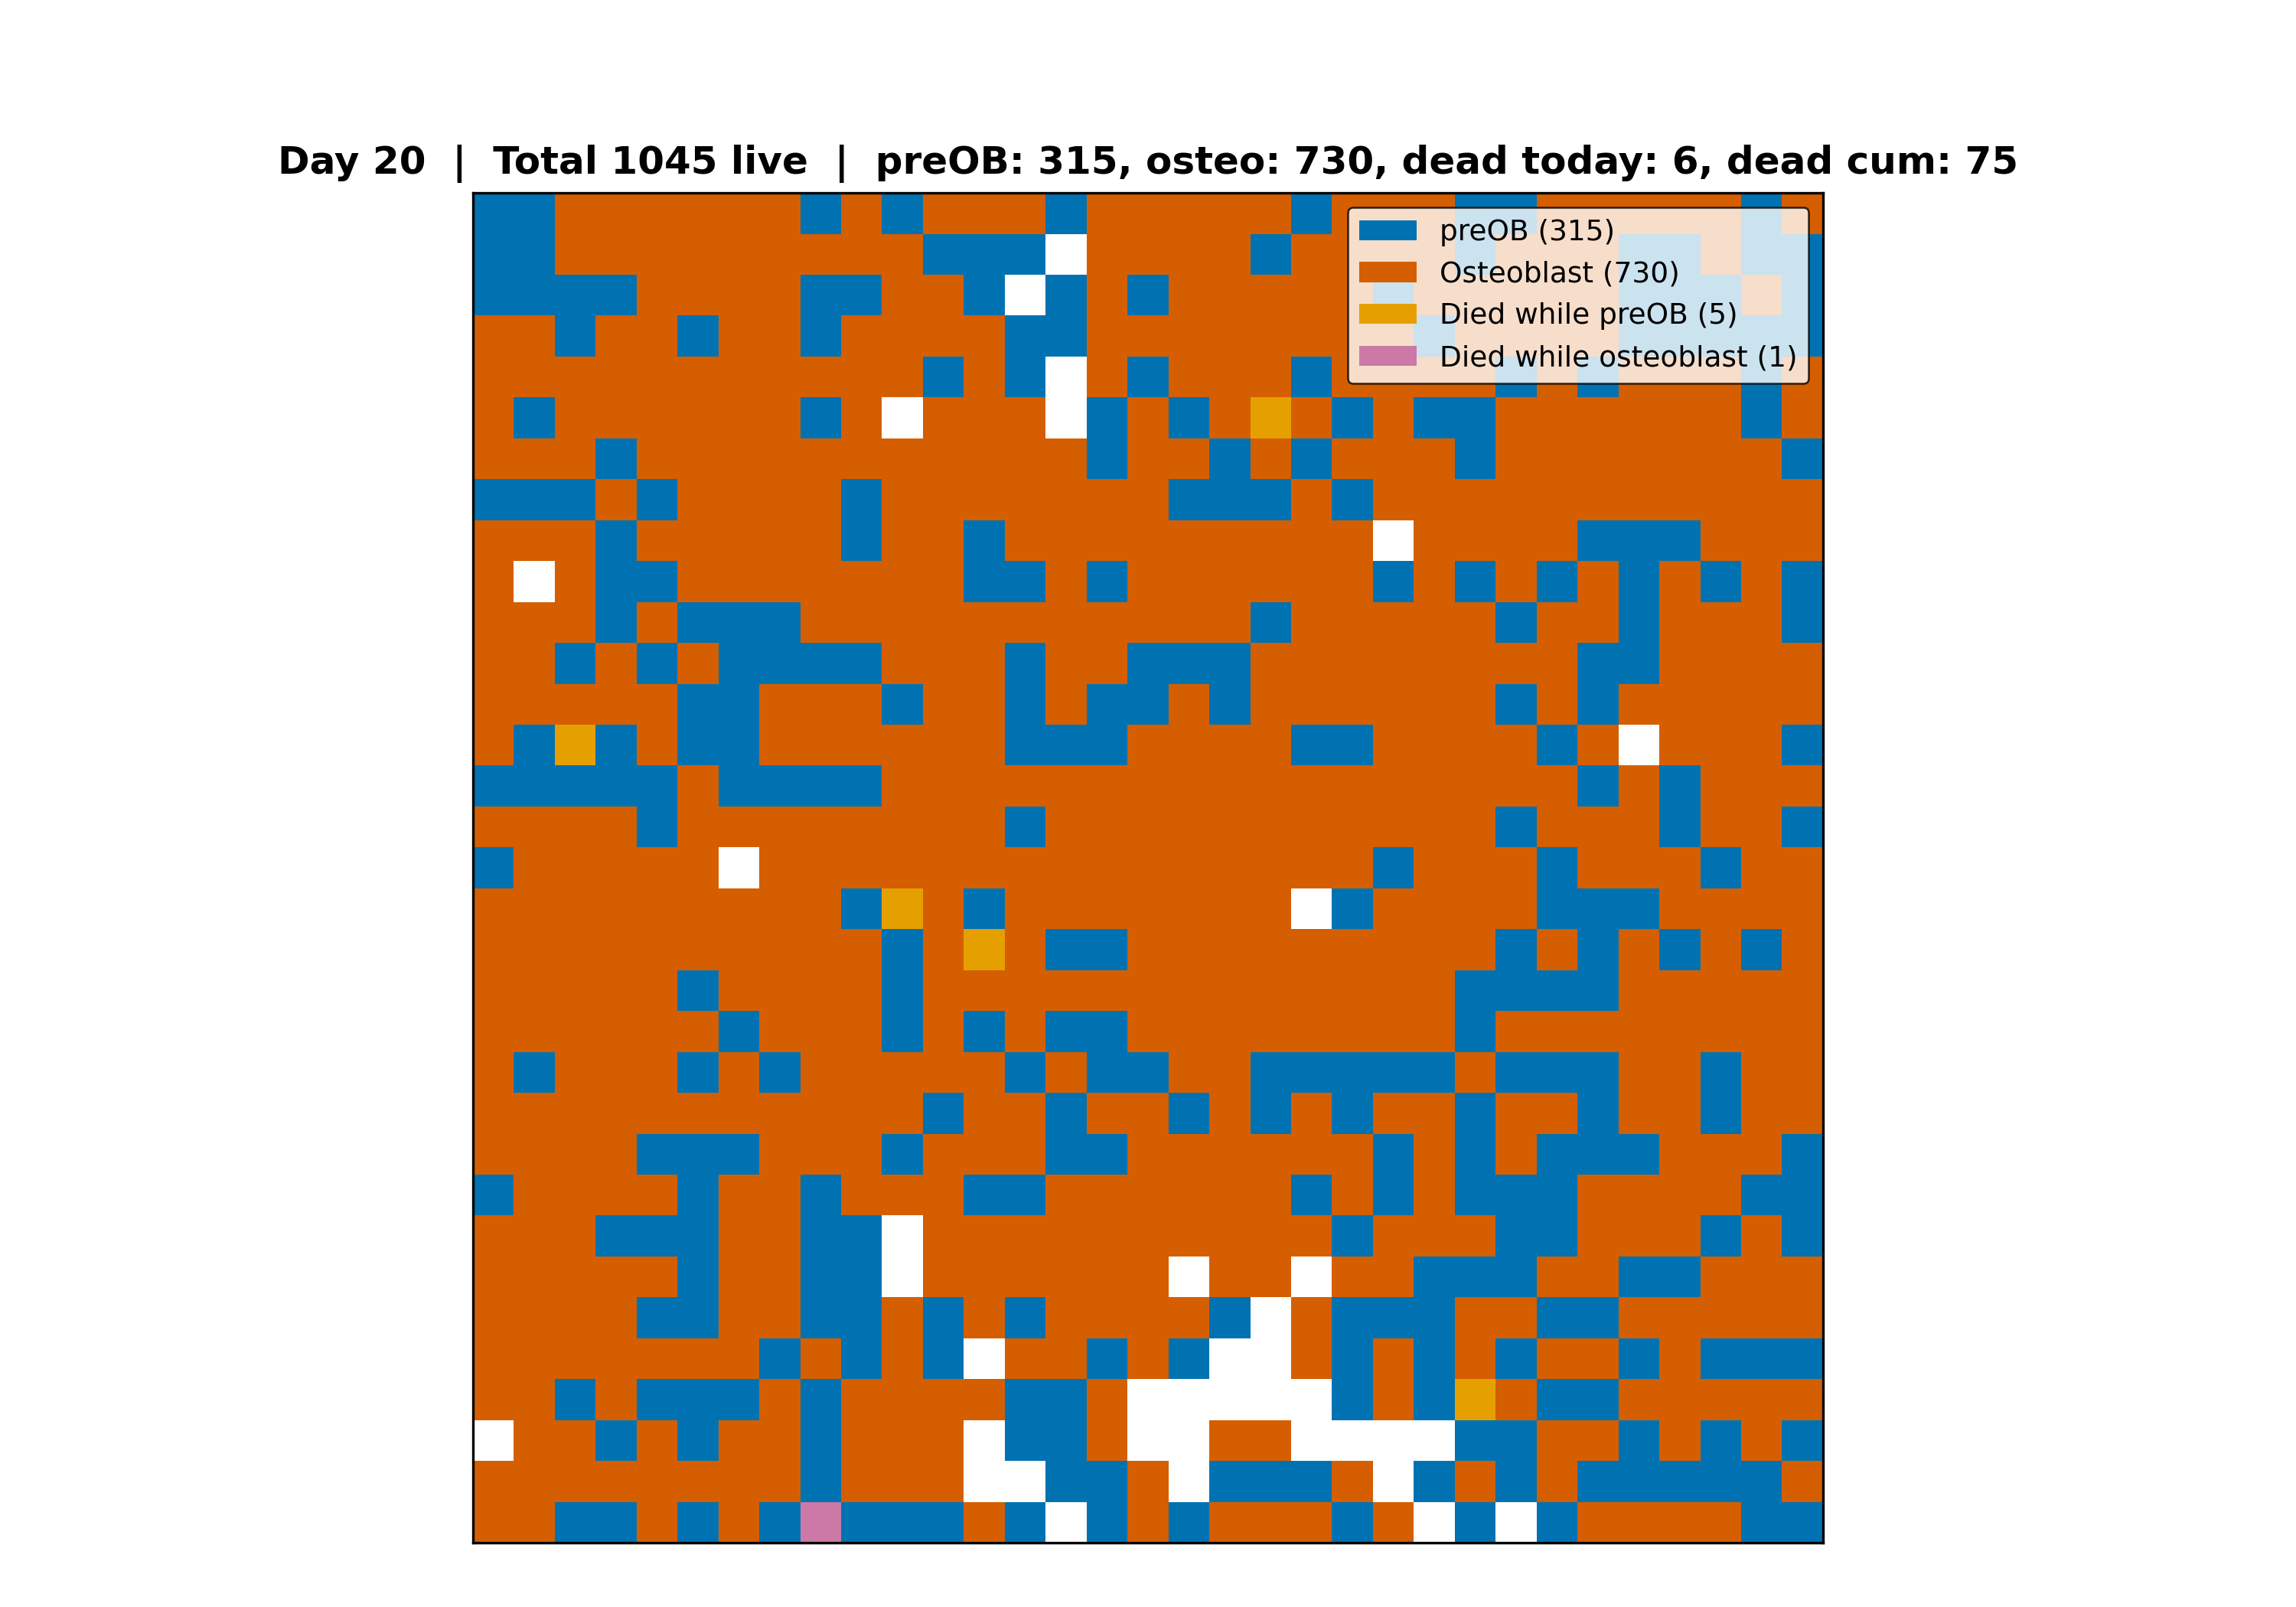 Day 20 | Total 1045 live | preOB: 315, osteo: 730, dead today: 6, dead cum: 75
preOB (315)
Osteoblast (730)
Died while preOB (5)
Died while osteoblast (1)